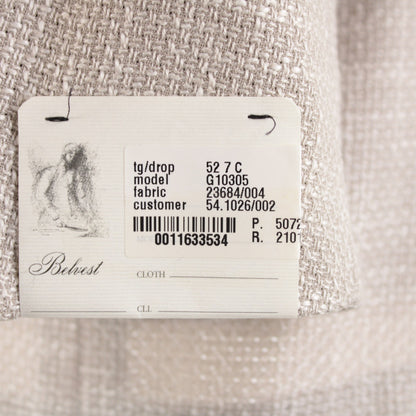 tg/drop 52 7 C
model G10305
fabric 23684/004
customer 54.1026/002
P. 5072
0011633534 R. 2101
Belvest
CLOTH
CLL